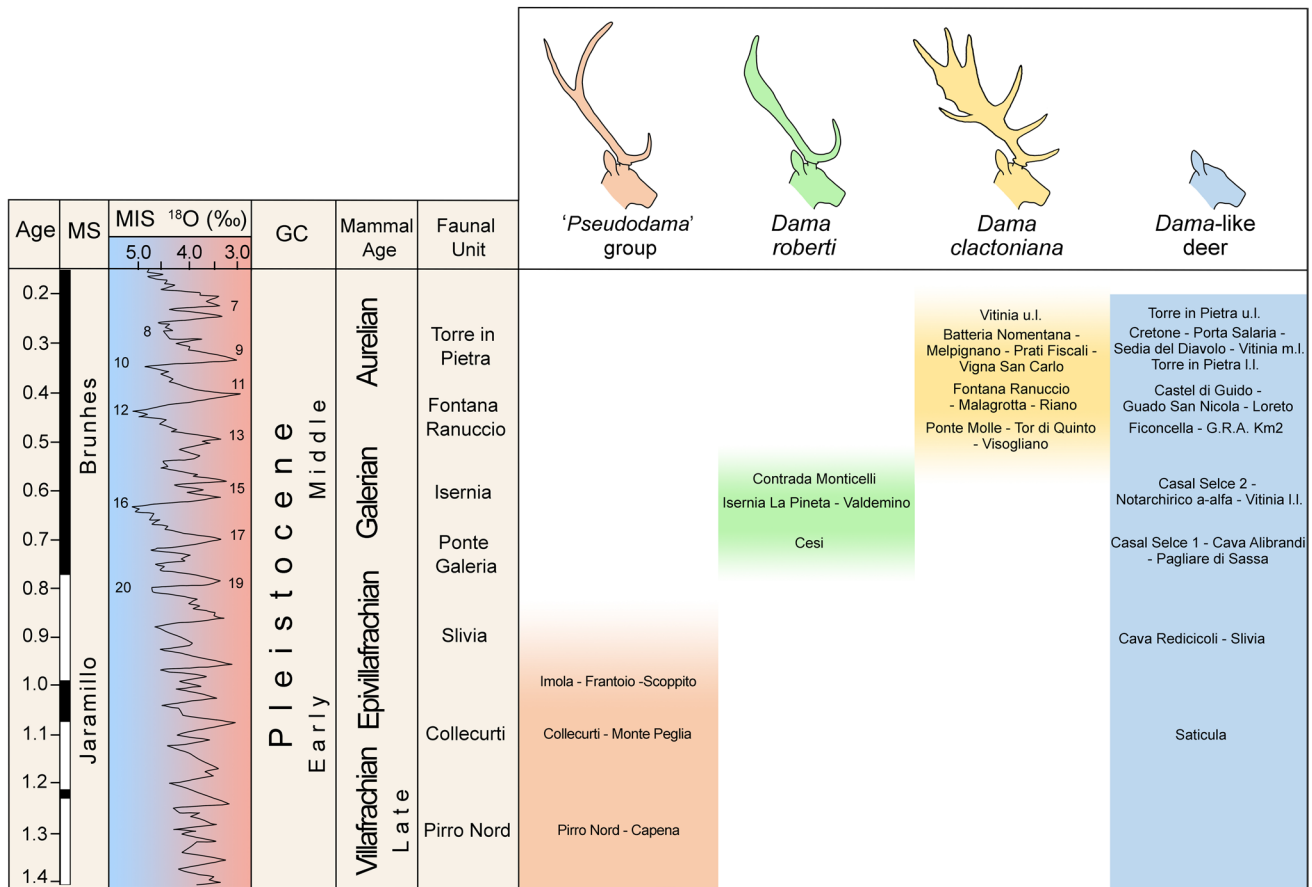 'Pseudodama'
group
Dama
roberti
Dama
clactoniana
Dama-like
deer
Age
MS
MIS 18O (‰)
5.0 4.0 3.0
GC
Mammal
Age
Faunal
Unit
0.2
0.3
0.4
0.5
0.6
0.7
0.8
0.9
1.0
1.1
1.2
1.3
1.4
Brunhes
Jaramillo
7
8
9
10
11
12
13
15
16
17
19
20
Pleistocene
Middle
Early
Aurelian
Galerian
Epivillafrachian
Villafrachian
Late
Torre in
Pietra
Fontana
Ranuccio
Isernia
Ponte
Galeria
Slivia
Collecurti
Pirro Nord
Imola - Frantoio -Scoppito
Collecurti - Monte Peglia
Pirro Nord - Capena
Contrada Monticelli
Isernia La Pineta - Valdemino
Cesi
Vitinia u.l.
Batteria Nomentana -
Melpignano - Prati Fiscali -
Vigna San Carlo
Fontana Ranuccio
- Malagrotta - Riano
Ponte Molle - Tor di Quinto
- Visogliano
Torre in Pietra u.l.
Cretone - Porta Salaria -
Sedia del Diavolo - Vitinia m.l.
Torre in Pietra l.l.
Castel di Guido -
Guado San Nicola - Loreto
Ficoncella - G.R.A. Km2
Casal Selce 2 -
Notarchirico a-alfa - Vitinia l.l.
Casal Selce 1 - Cava Alibrandi
- Pagliare di Sassa
Cava Redicicoli - Slivia
Saticula